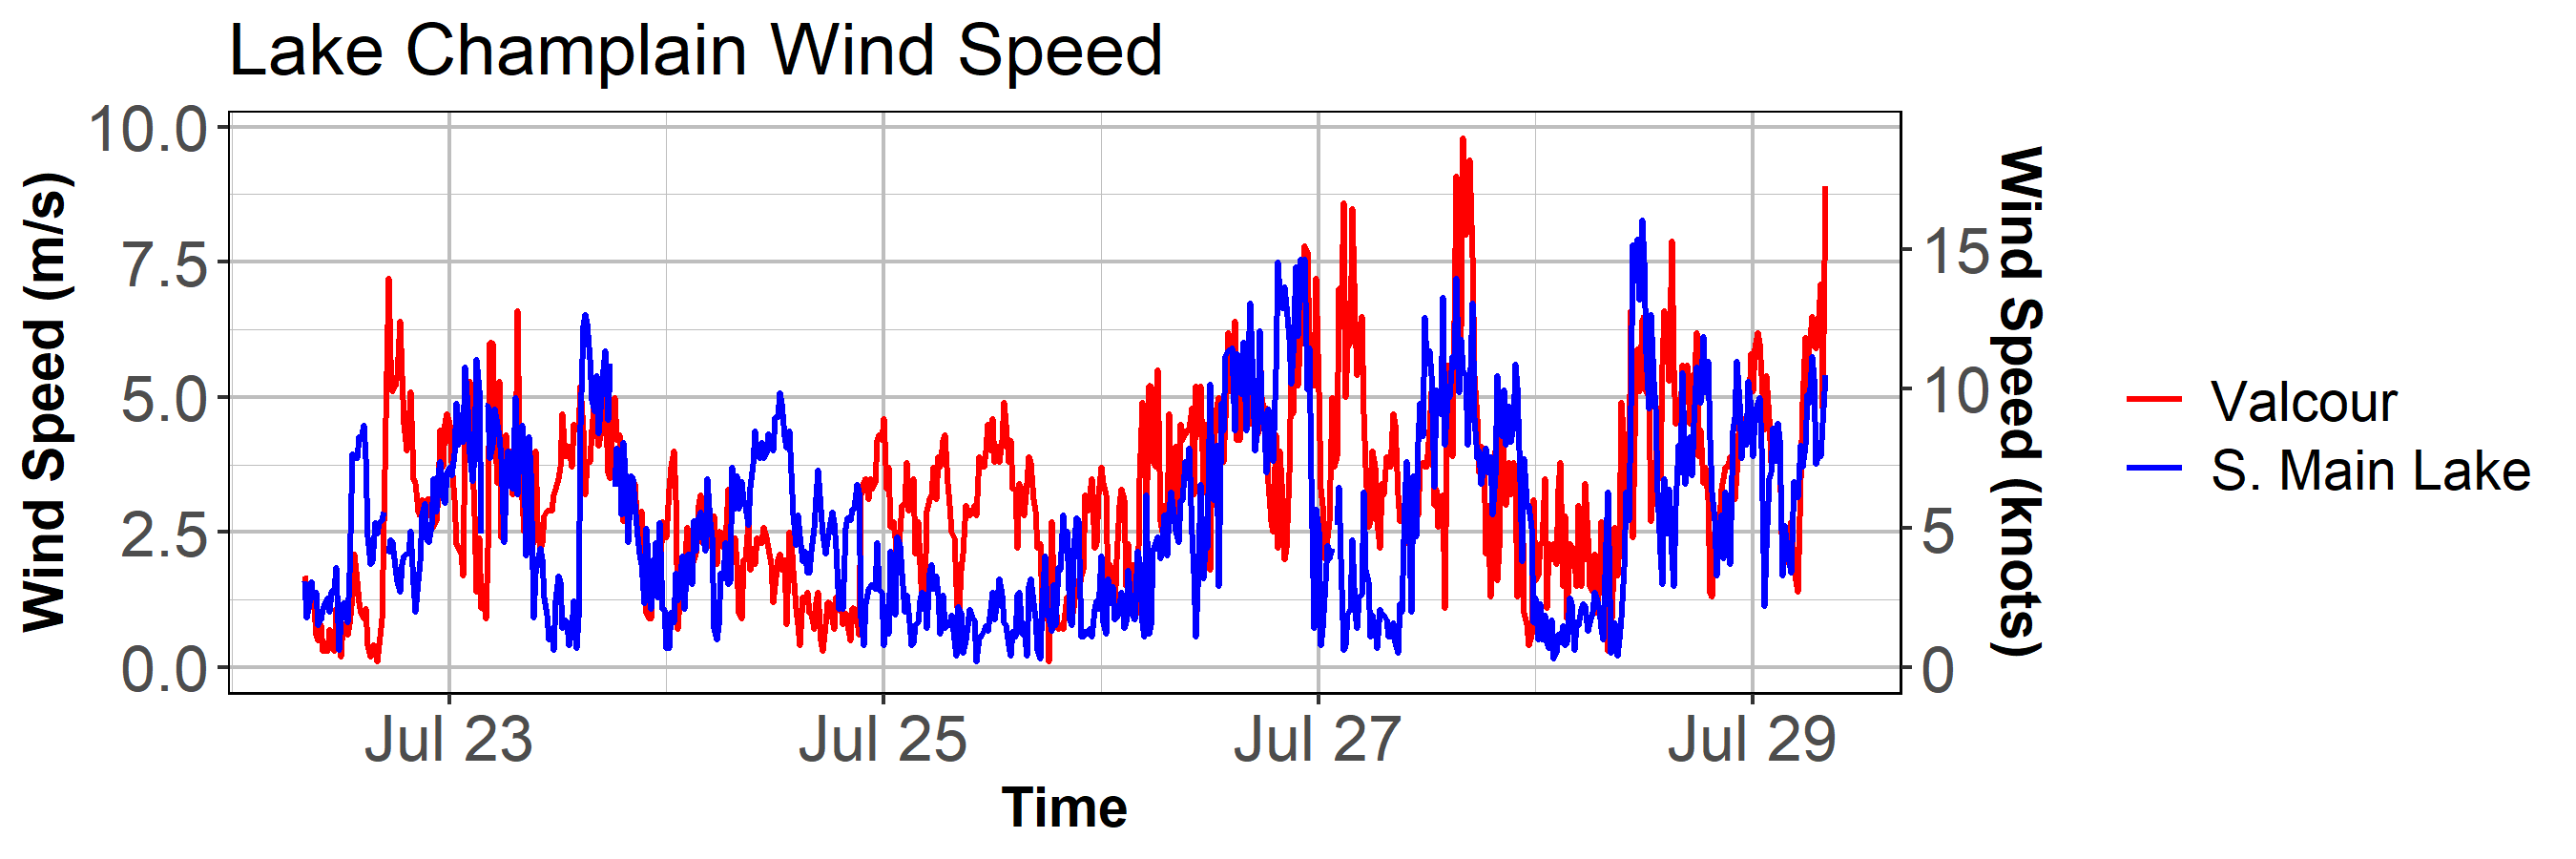 Lake Champlain Wind Speed
Wind Speed (m/s)
10.0
7.5
5.0
2.5
0.0
Wind Speed (knots)
15
10
5
0
Jul 23
Jul 25
Jul 27
Jul 29
Time
Valcour
S. Main Lake